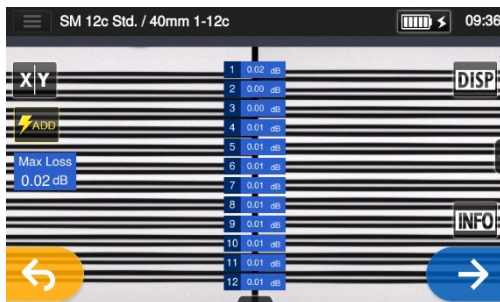 SM 12c Std. / 40mm 1-12c
09:36
X Y
DISP
ADD
Max Loss
0.02 dB
1 0.02 dB
2 0.00 dB
3 0.00 dB
4 0.01 dB
5 0.01 dB
6 0.01 dB
7 0.01 dB
8 0.01 dB
9 0.01 dB
10 0.01 dB
11 0.01 dB
12 0.01 dB
INFO